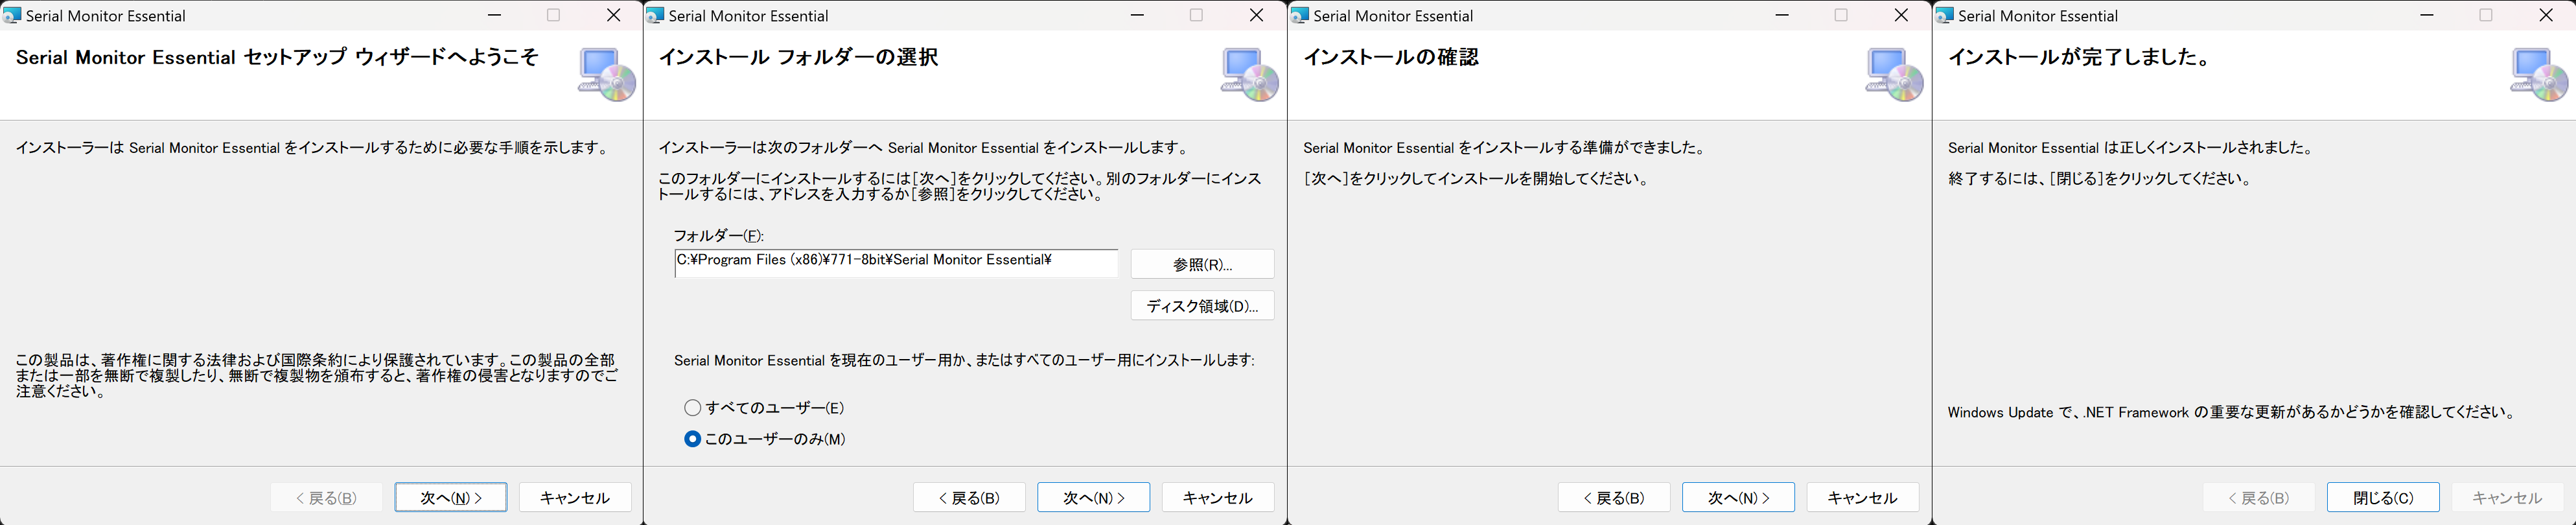 Serial Monitor Essential
Serial Monitor Essential セットアップ ウィザードへようこそ
インストーラーは Serial Monitor Essential をインストールするために必要な手順を示します。
この製品は、著作権に関する法律および国際条約により保護されています。この製品の全部
または一部を無断で複製したり、無断で複製物を頒布すると、著作権の侵害となりますのでご
注意ください。
< 戻る(B)
次へ(N) >
キャンセル
Serial Monitor Essential
インストール フォルダーの選択
インストーラーは次のフォルダーへ Serial Monitor Essential をインストールします。
このフォルダーにインストールするには[次へ]をクリックしてください。別のフォルダーにインス
トールするには、アドレスを入力するか[参照]をクリックしてください。
フォルダー(F):
C:¥Program Files (x86)¥771-8bit¥Serial Monitor Essential¥
参照(R)...
ディスク領域(D)...
Serial Monitor Essential を現在のユーザー用か、またはすべてのユーザー用にインストールします:
すべてのユーザー(E)
このユーザーのみ(M)
< 戻る(B)
次へ(N) >
キャンセル
Serial Monitor Essential
インストールの確認
Serial Monitor Essential をインストールする準備ができました。
[次へ]をクリックしてインストールを開始してください。
< 戻る(B)
次へ(N) >
キャンセル
Serial Monitor Essential
インストールが完了しました。
Serial Monitor Essential は正しくインストールされました。
終了するには、[閉じる]をクリックしてください。
Windows Update で、.NET Framework の重要な更新があるかどうかを確認してください。
< 戻る(B)
閉じる(C)
キャンセル